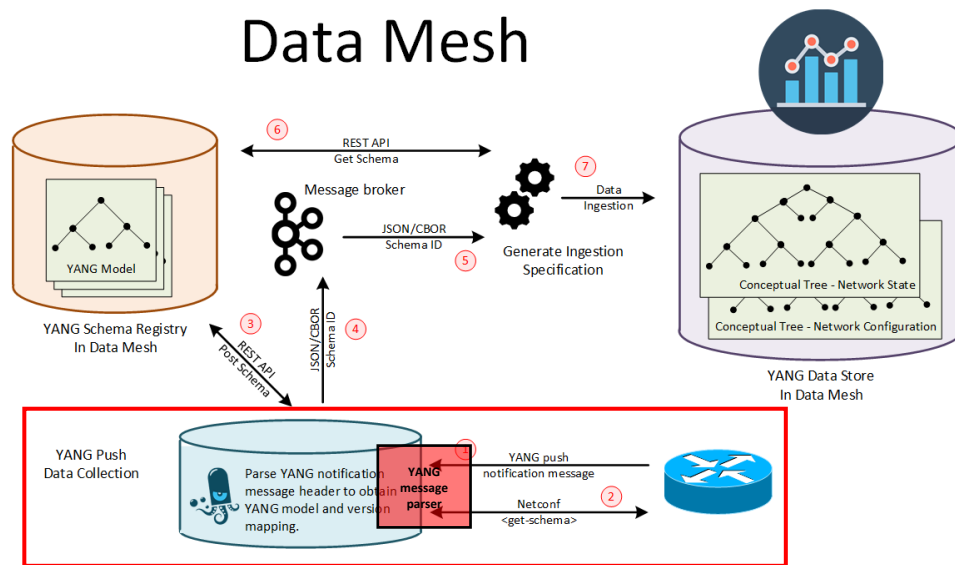 Data Mesh
6
REST API
Get Schema
7
Data
Ingestion
Message broker
JSON/CBOR
Schema ID
5
Generate Ingestion
Specification
YANG Model
YANG Schema Registry
In Data Mesh
Conceptual Tree - Network State
Conceptual Tree - Network Configuration
YANG Data Store
In Data Mesh
3
REST API
Post Schema
4
JSON/CBOR
Schema ID
YANG Push
Data Collection
Parse YANG notification
message header to obtain
YANG model and version
mapping.
YANG
message
parser
1
YANG push
notification message
2
Netconf
<get-schema>